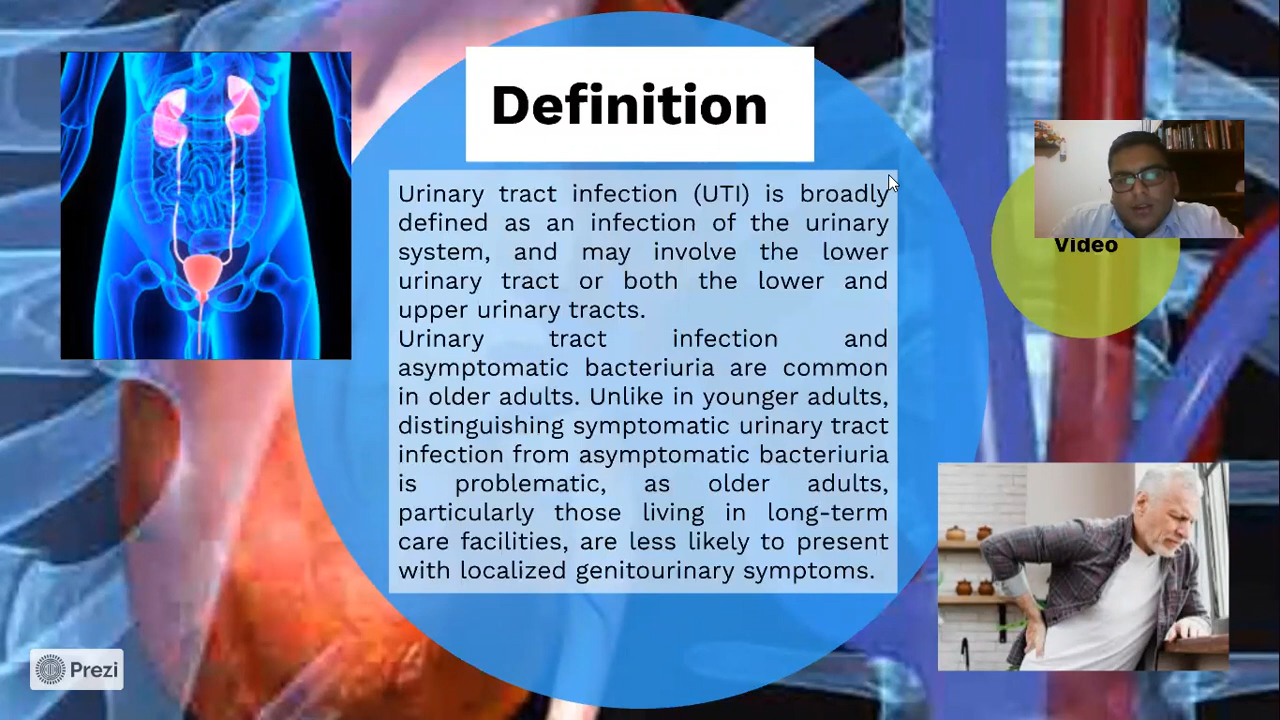 Definition
Urinary tract infection (UTI) is broadly
defined as an infection of the urinary
system, and may involve the lower
urinary tract or both the lower and
upper urinary tracts.
Urinary tract infection and
asymptomatic bacteriuria are common
in older adults. Unlike in younger adults,
distinguishing symptomatic urinary tract
infection from asymptomatic bacteriuria
is problematic, as older adults,
particularly those living in long-term
care facilities, are less likely to present
with localized genitourinary symptoms.
Video
Prezi